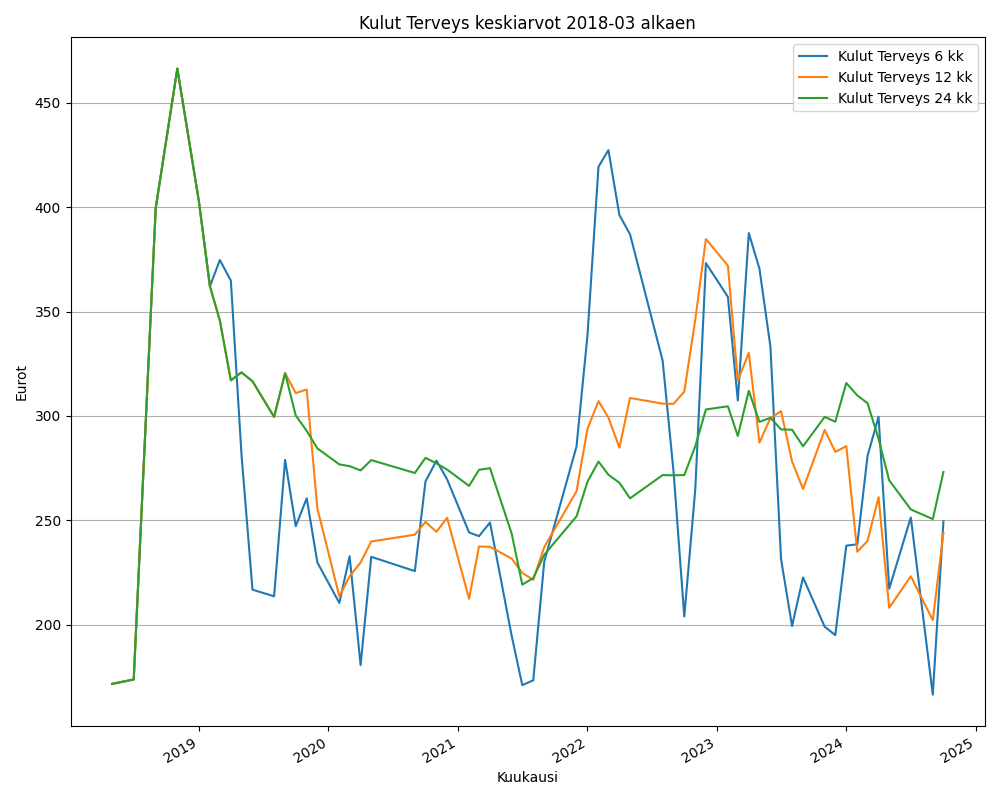 Kulut Terveys keskiarvot 2018-03 alkaen
Kulut Terveys 6 kk
Kulut Terveys 12 kk
Kulut Terveys 24 kk
450
400
350
300
250
200
Eurot
2019
2020
2021
2022
2023
2024
2025
Kuukausi